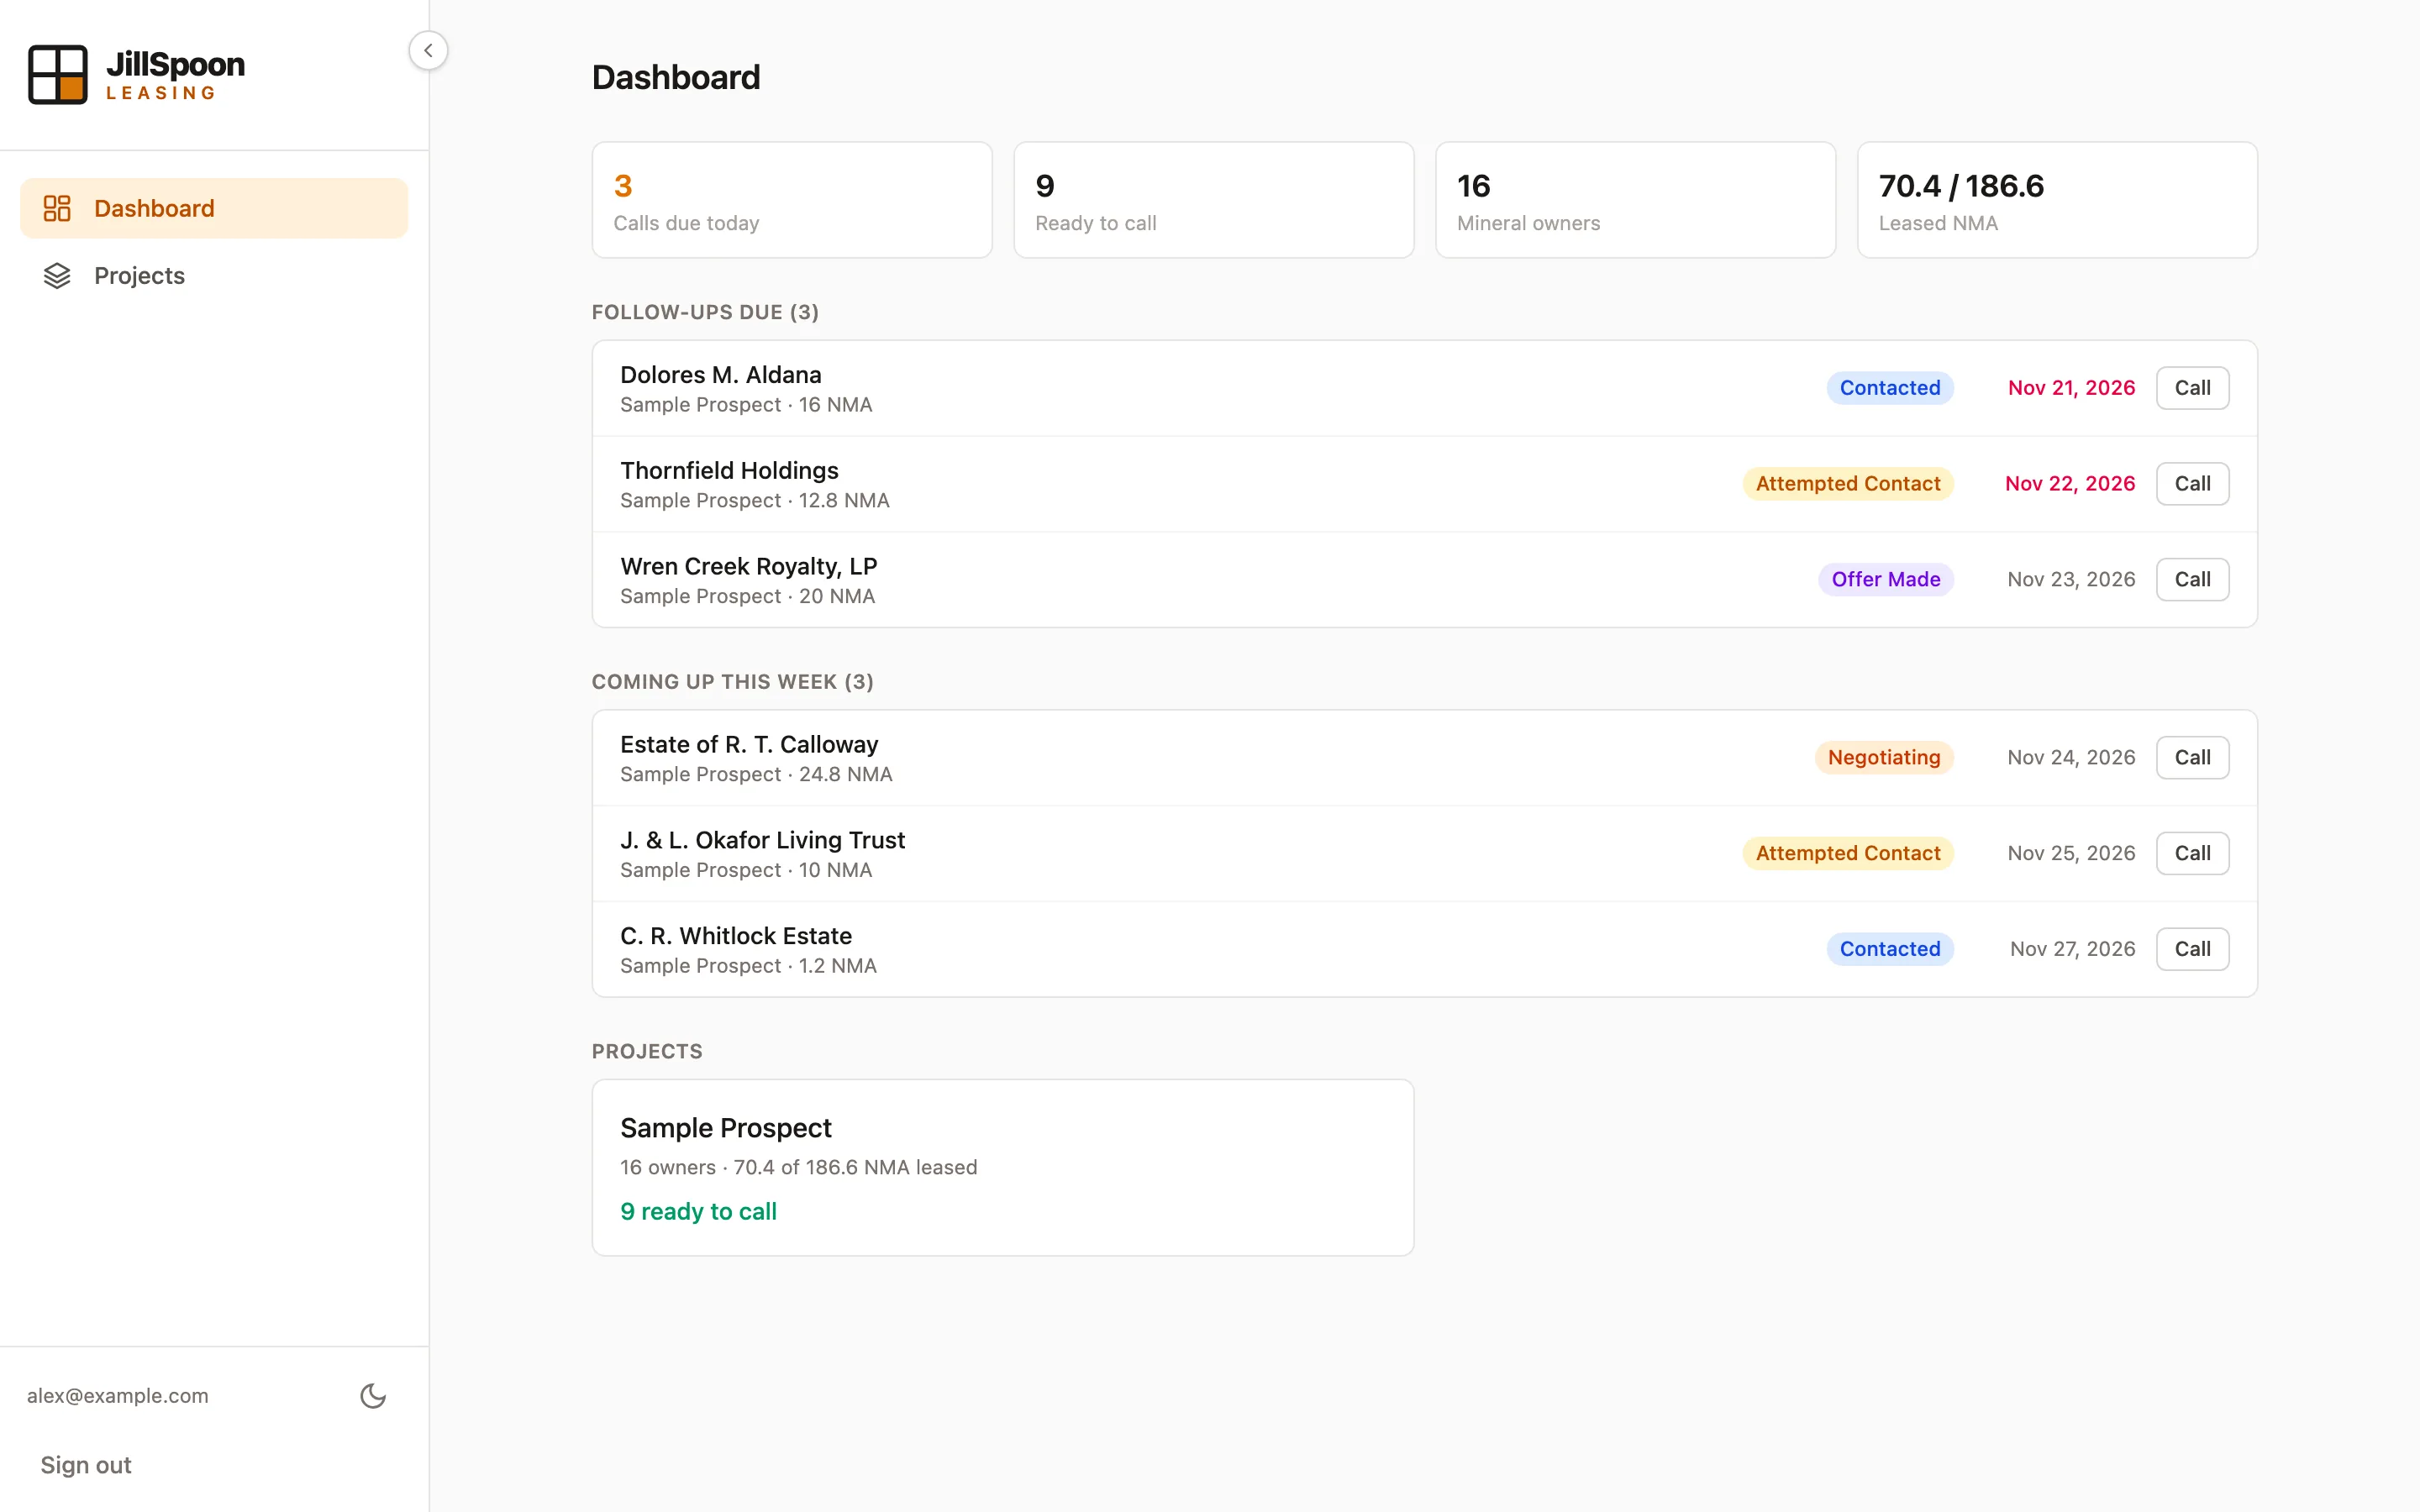 JillSpoon
LEASING
Dashboard
Projects
alex@example.com
Sign out
Dashboard
3
Calls due today
9
Ready to call
16
Mineral owners
70.4 / 186.6
Leased NMA
FOLLOW-UPS DUE (3)
Dolores M. Aldana
Sample Prospect · 16 NMA
Contacted
Nov 21, 2026
Call
Thornfield Holdings
Sample Prospect · 12.8 NMA
Attempted Contact
Nov 22, 2026
Call
Wren Creek Royalty, LP
Sample Prospect · 20 NMA
Offer Made
Nov 23, 2026
Call
COMING UP THIS WEEK (3)
Estate of R. T. Calloway
Sample Prospect · 24.8 NMA
Negotiating
Nov 24, 2026
Call
J. & L. Okafor Living Trust
Sample Prospect · 10 NMA
Attempted Contact
Nov 25, 2026
Call
C. R. Whitlock Estate
Sample Prospect · 1.2 NMA
Contacted
Nov 27, 2026
Call
PROJECTS
Sample Prospect
16 owners · 70.4 of 186.6 NMA leased
9 ready to call